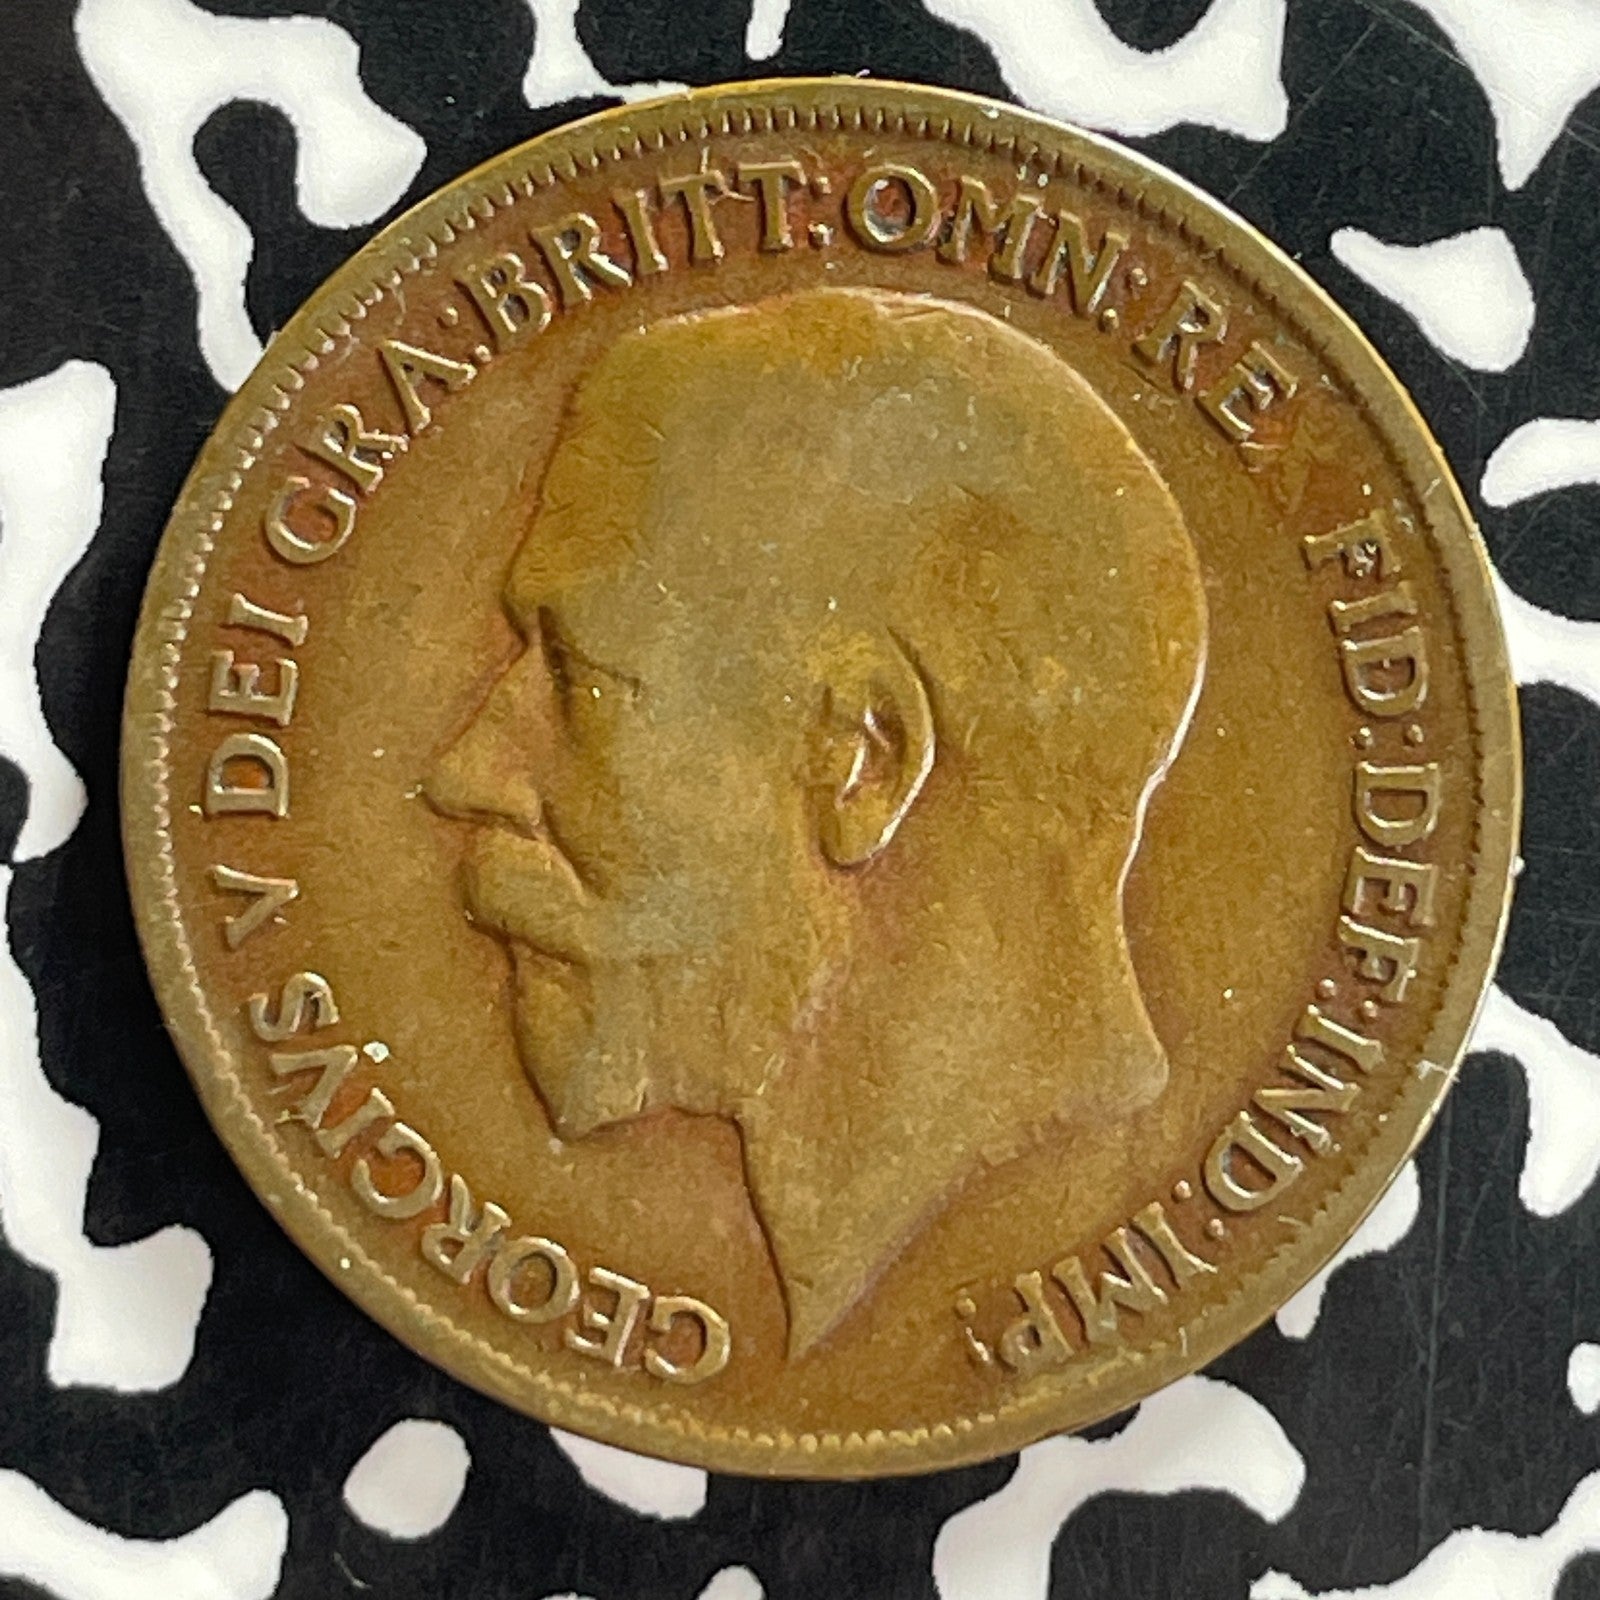 GEORGIVS V DEI GRA:BRITT:OMN:REX FID:DEF:IND:IMP: